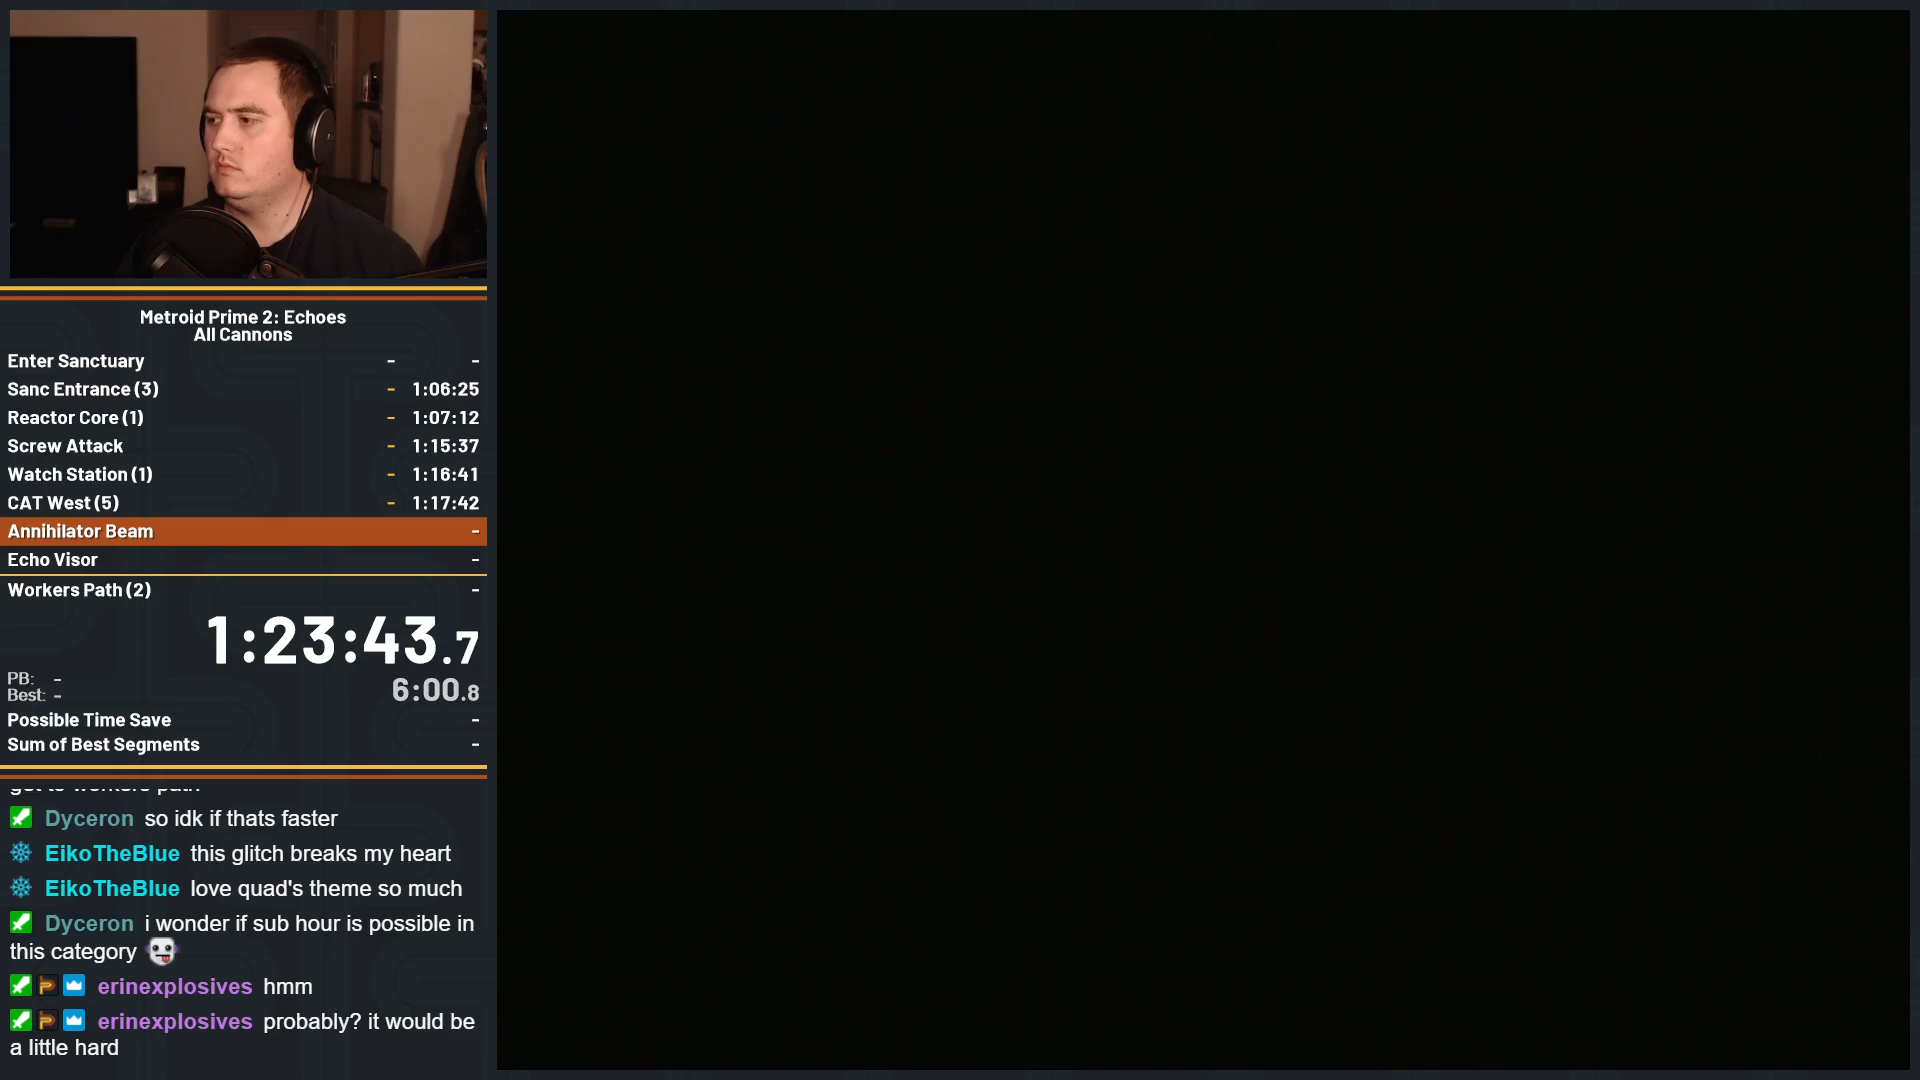 Metroid Prime 2: Echoes
All Cannons
Enter Sanctuary - -
Sanc Entrance (3) - 1:06:25
Reactor Core (1) - 1:07:12
Screw Attack - 1:15:37
Watch Station (1) - 1:16:41
CAT West (5) - 1:17:42
Annihilator Beam -
Echo Visor -
Workers Path (2) -
1:23:43.7
PB: -
Best: -
6:00.8
Possible Time Save -
Sum of Best Segments -
get to workers path
Dyceron so idk if thats faster
EikoTheBlue this glitch breaks my heart
EikoTheBlue love quad's theme so much
Dyceron i wonder if sub hour is possible in
this category
erinexplosives hmm
erinexplosives probably? it would be
a little hard